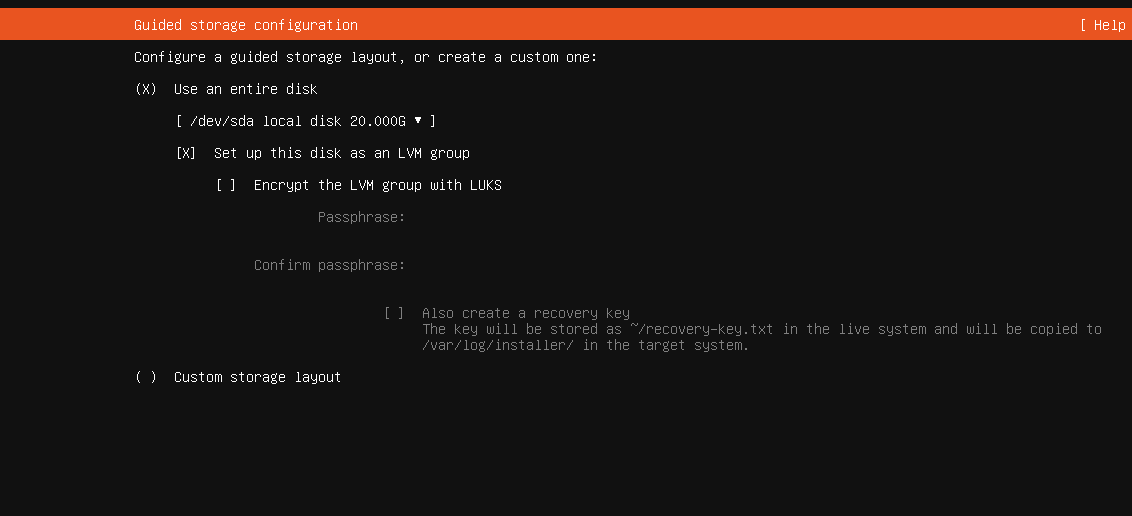 Guided storage configuration [ Help
Configure a guided storage layout, or create a custom one:
(X) Use an entire disk
[ /dev/sda local disk 20.000G ▾ ]
[X] Set up this disk as an LVM group
[ ] Encrypt the LVM group with LUKS
Passphrase:
Confirm passphrase:
[ ] Also create a recovery key
The key will be stored as ~/recovery-key.txt in the live system and will be copied to
/var/log/installer/ in the target system.
( ) Custom storage layout